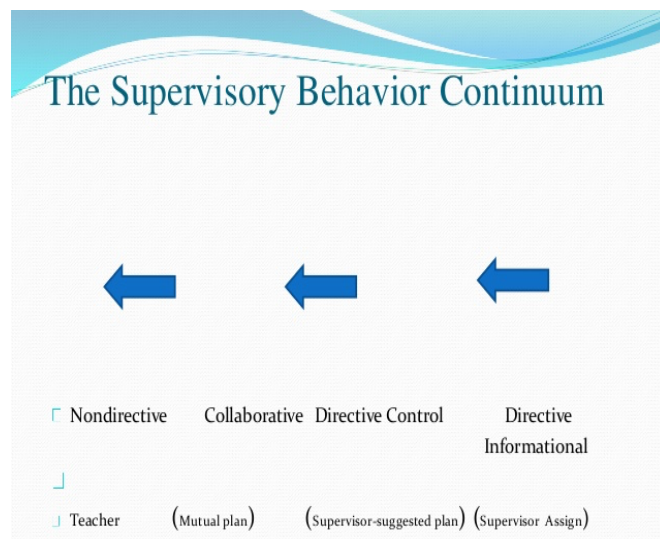 The Supervisory Behavior Continuum
Nondirective Collaborative Directive Control Directive
Informational
Teacher (Mutual plan) (Supervisor-suggested plan) (Supervisor Assign)